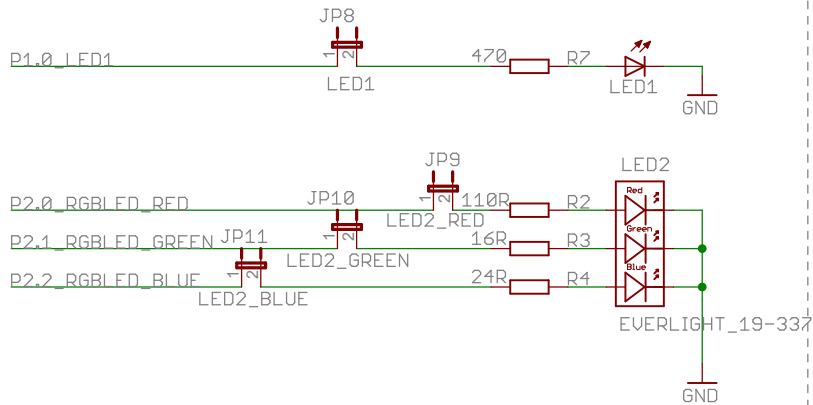 JP8
P1.0_LED1
1 2
470
R7
LED1
LED1
GND
JP9
LED2
1 2
Red
P2.0_RGBLED_RED
JP10
110R
R2
LED2_RED
1 2
Green
P2.1_RGBLED_GREEN
JP11
16R
R3
LED2_GREEN
1 2
Blue
P2.2_RGBLED_BLUE
24R
R4
LED2_BLUE
EVERLIGHT_19-337
GND